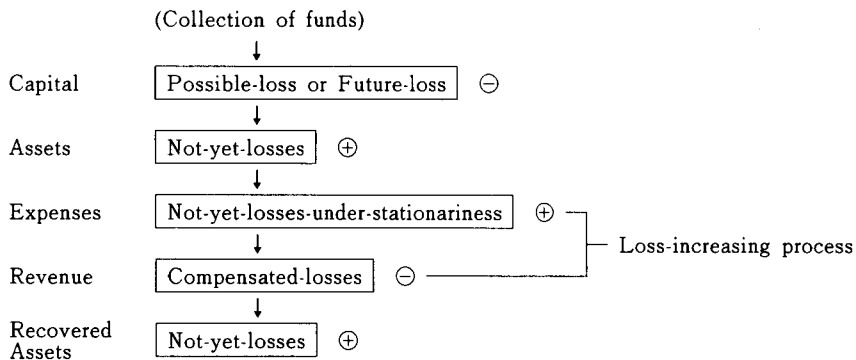 (Collection of funds)
↓
Capital Possible-loss or Future-loss ⊖
↓
Assets Not-yet-losses ⊕
↓
Expenses Not-yet-losses-under-stationariness ⊕
Loss-increasing process
↓
Revenue Compensated-losses ⊖
↓
Recovered
Assets Not-yet-losses ⊕